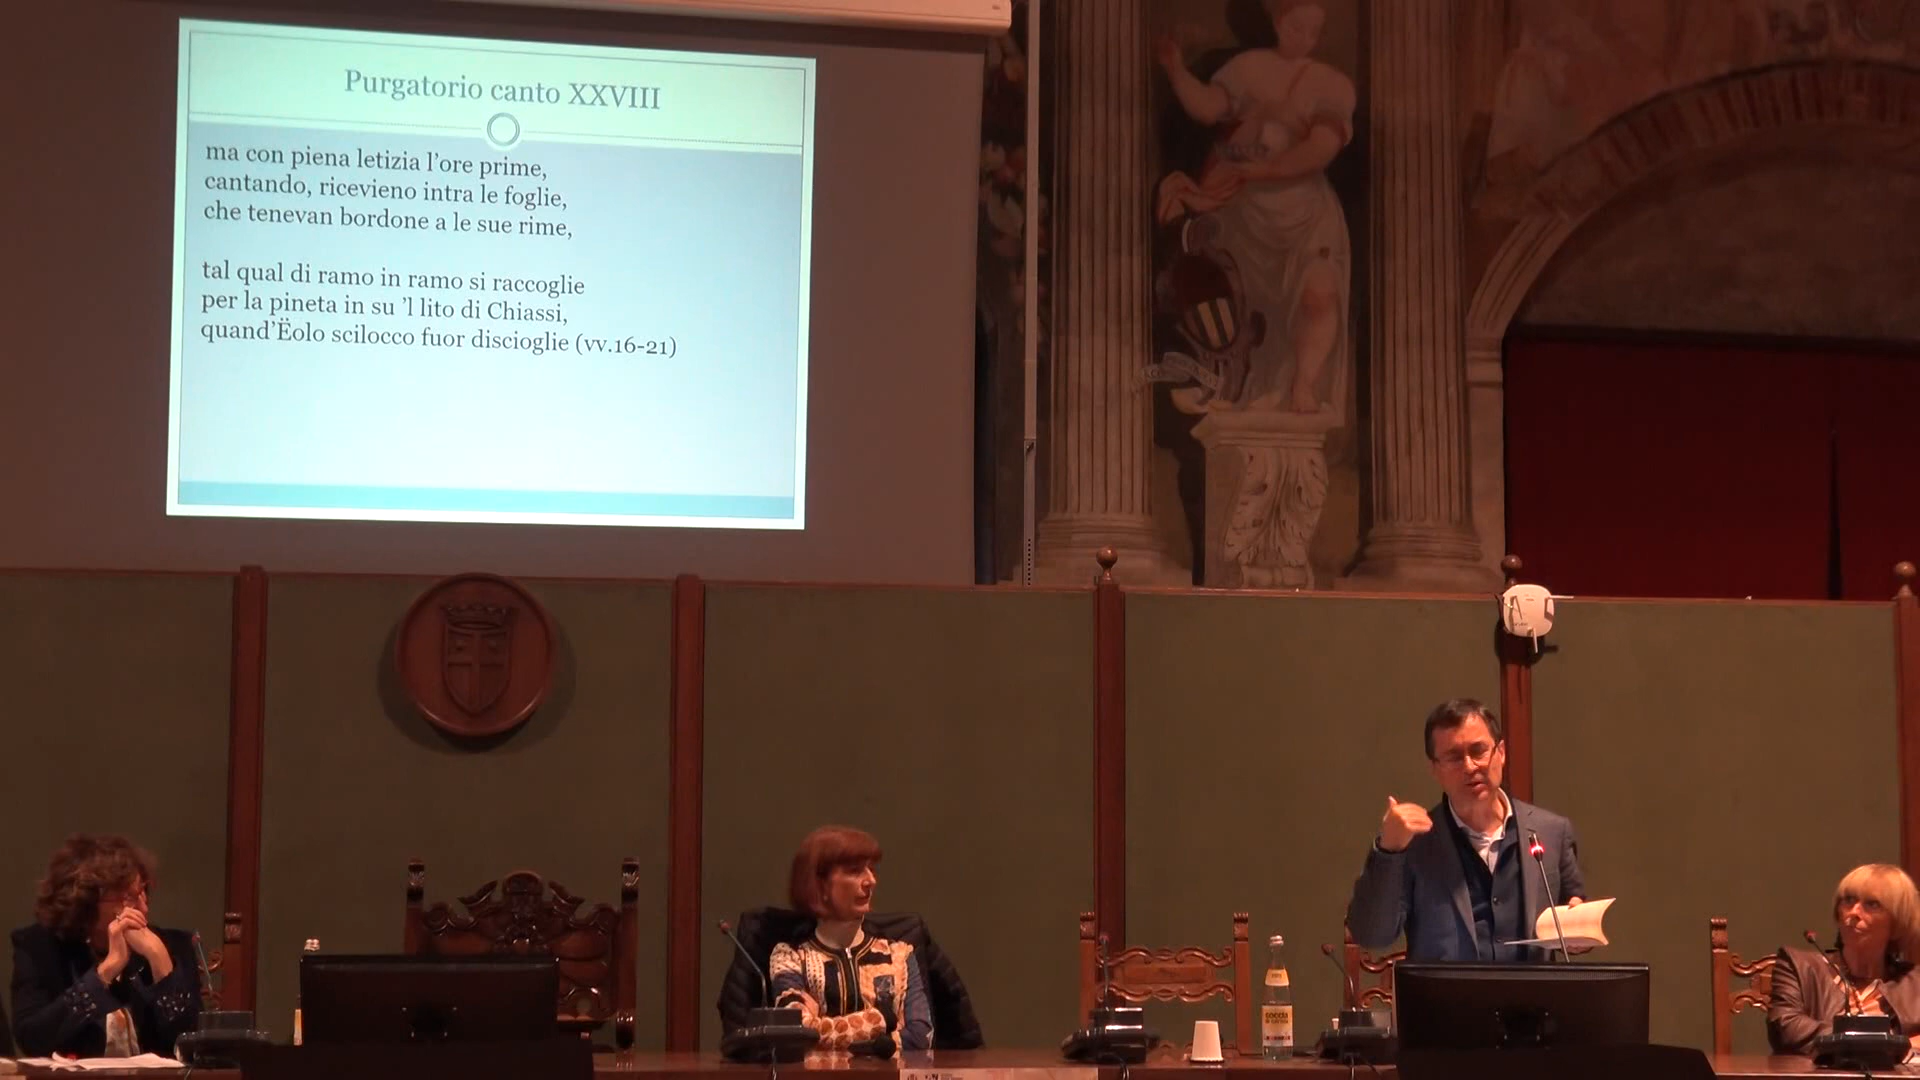 Purgatorio canto XXVIII
ma con piena letizia l'ore prime,
cantando, ricevieno intra le foglie,
che tenevan bordone a le sue rime,
tal qual di ramo in ramo si raccoglie
per la pineta in su 'l lito di Chiassi,
quand'Ëolo scilocco fuor discioglie (vv.16-21)